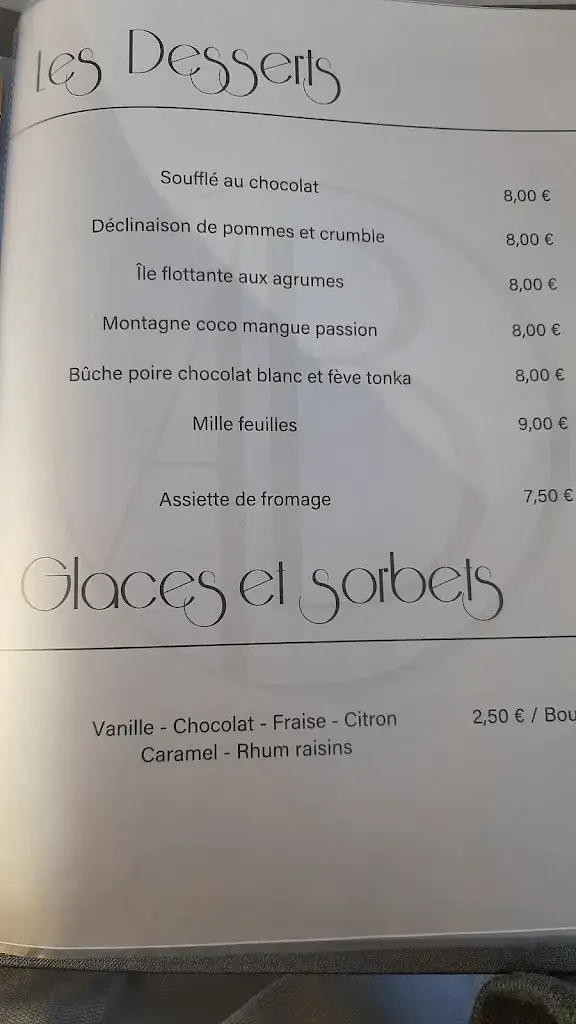 Les Desserts
Soufflé au chocolat 8,00 €
Déclinaison de pommes et crumble 8,00 €
Île flottante aux agrumes 8,00 €
Montagne coco mangue passion 8,00 €
Bûche poire chocolat blanc et fève tonka 8,00 €
Mille feuilles 9,00 €
Assiette de fromage 7,50 €
Glaces et sorbets
Vanille - Chocolat - Fraise - Citron 2,50 € / Bou
Caramel - Rhum raisins